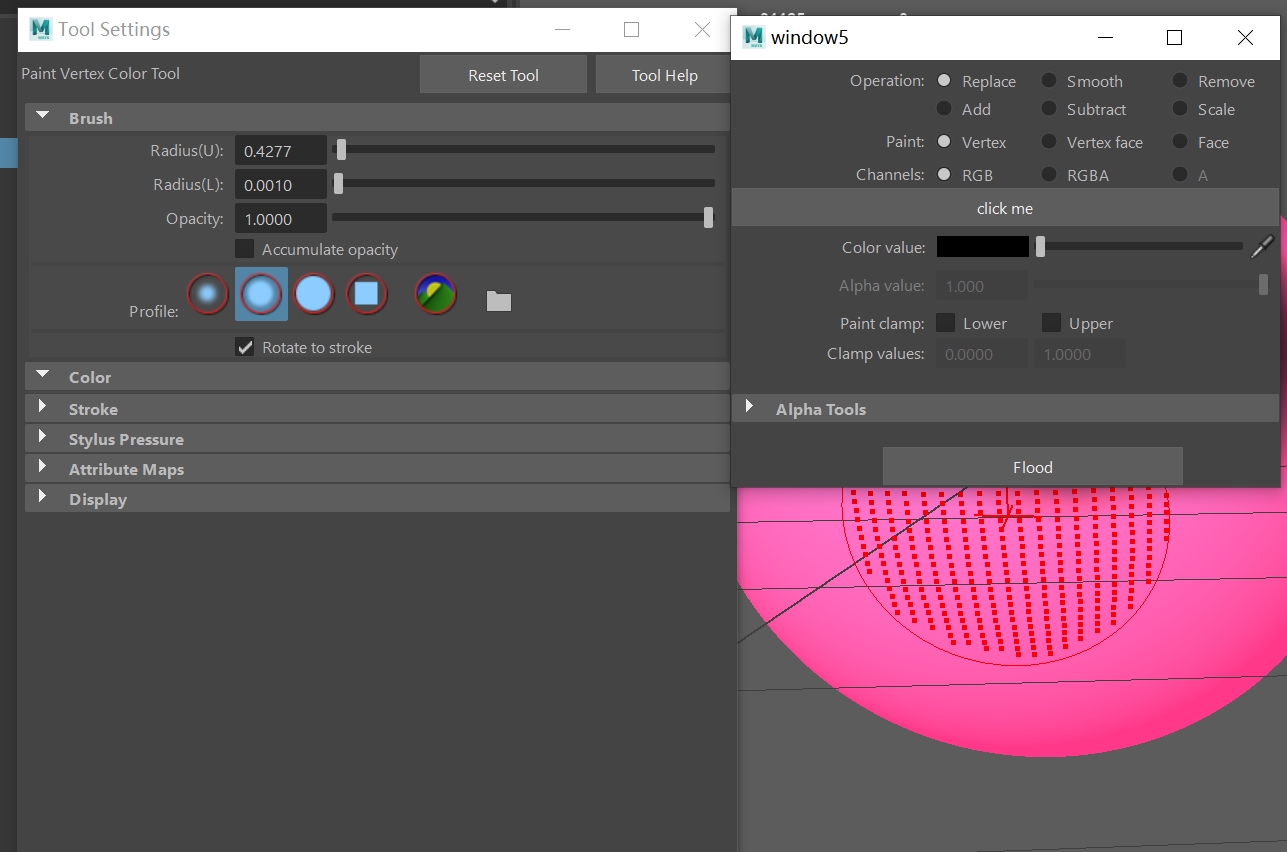 Tool Settings
Paint Vertex Color Tool
Reset Tool
Tool Help
Brush
Radius(U): 0.4277
Radius(L): 0.0010
Opacity: 1.0000
Accumulate opacity
Profile:
Rotate to stroke
Color
Stroke
Stylus Pressure
Attribute Maps
Display
window5
Operation: Replace Smooth Remove
Add Subtract Scale
Paint: Vertex Vertex face Face
Channels: RGB RGBA A
click me
Color value:
Alpha value: 1.000
Paint clamp: Lower Upper
Clamp values: 0.0000 1.0000
Alpha Tools
Flood